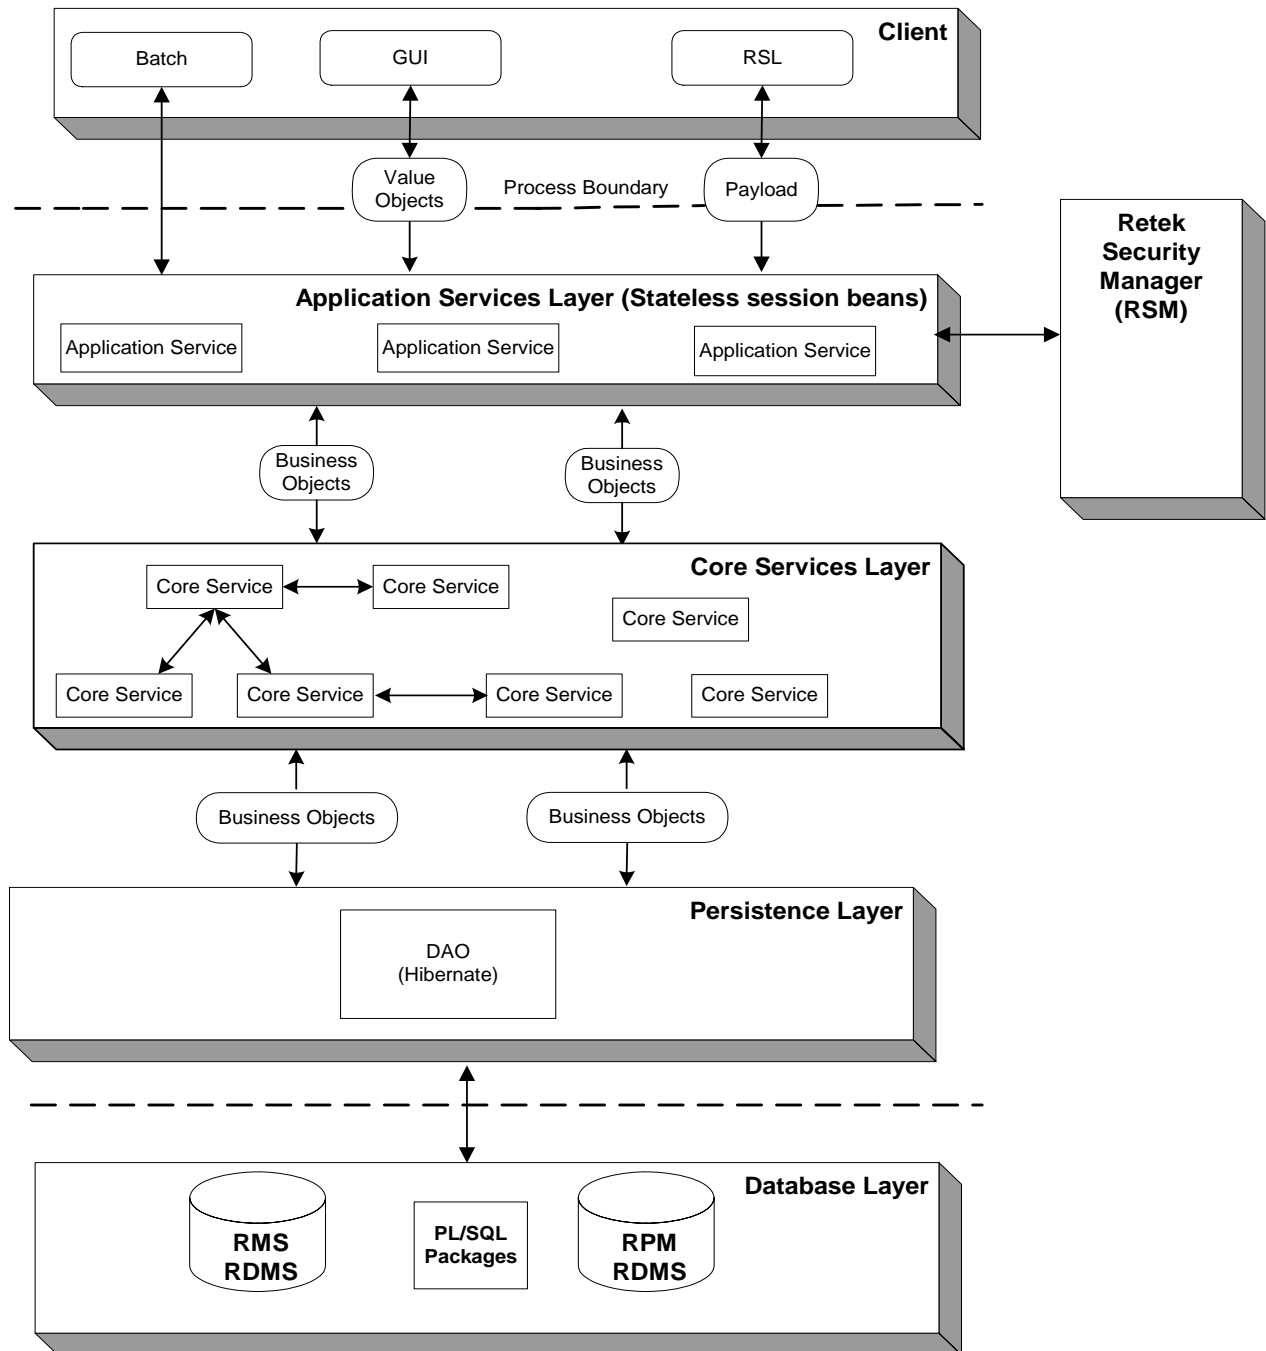 Client
Batch
GUI
RSL
Value
Objects
Process Boundary
Payload
Retek
Security
Manager
(RSM)
Application Services Layer (Stateless session beans)
Application Service
Application Service
Application Service
Business
Objects
Business
Objects
Core Services Layer
Core Service
Core Service
Core Service
Core Service
Core Service
Core Service
Core Service
Business Objects
Business Objects
Persistence Layer
DAO
(Hibernate)
Database Layer
RMS
RDMS
PL/SQL
Packages
RPM
RDMS